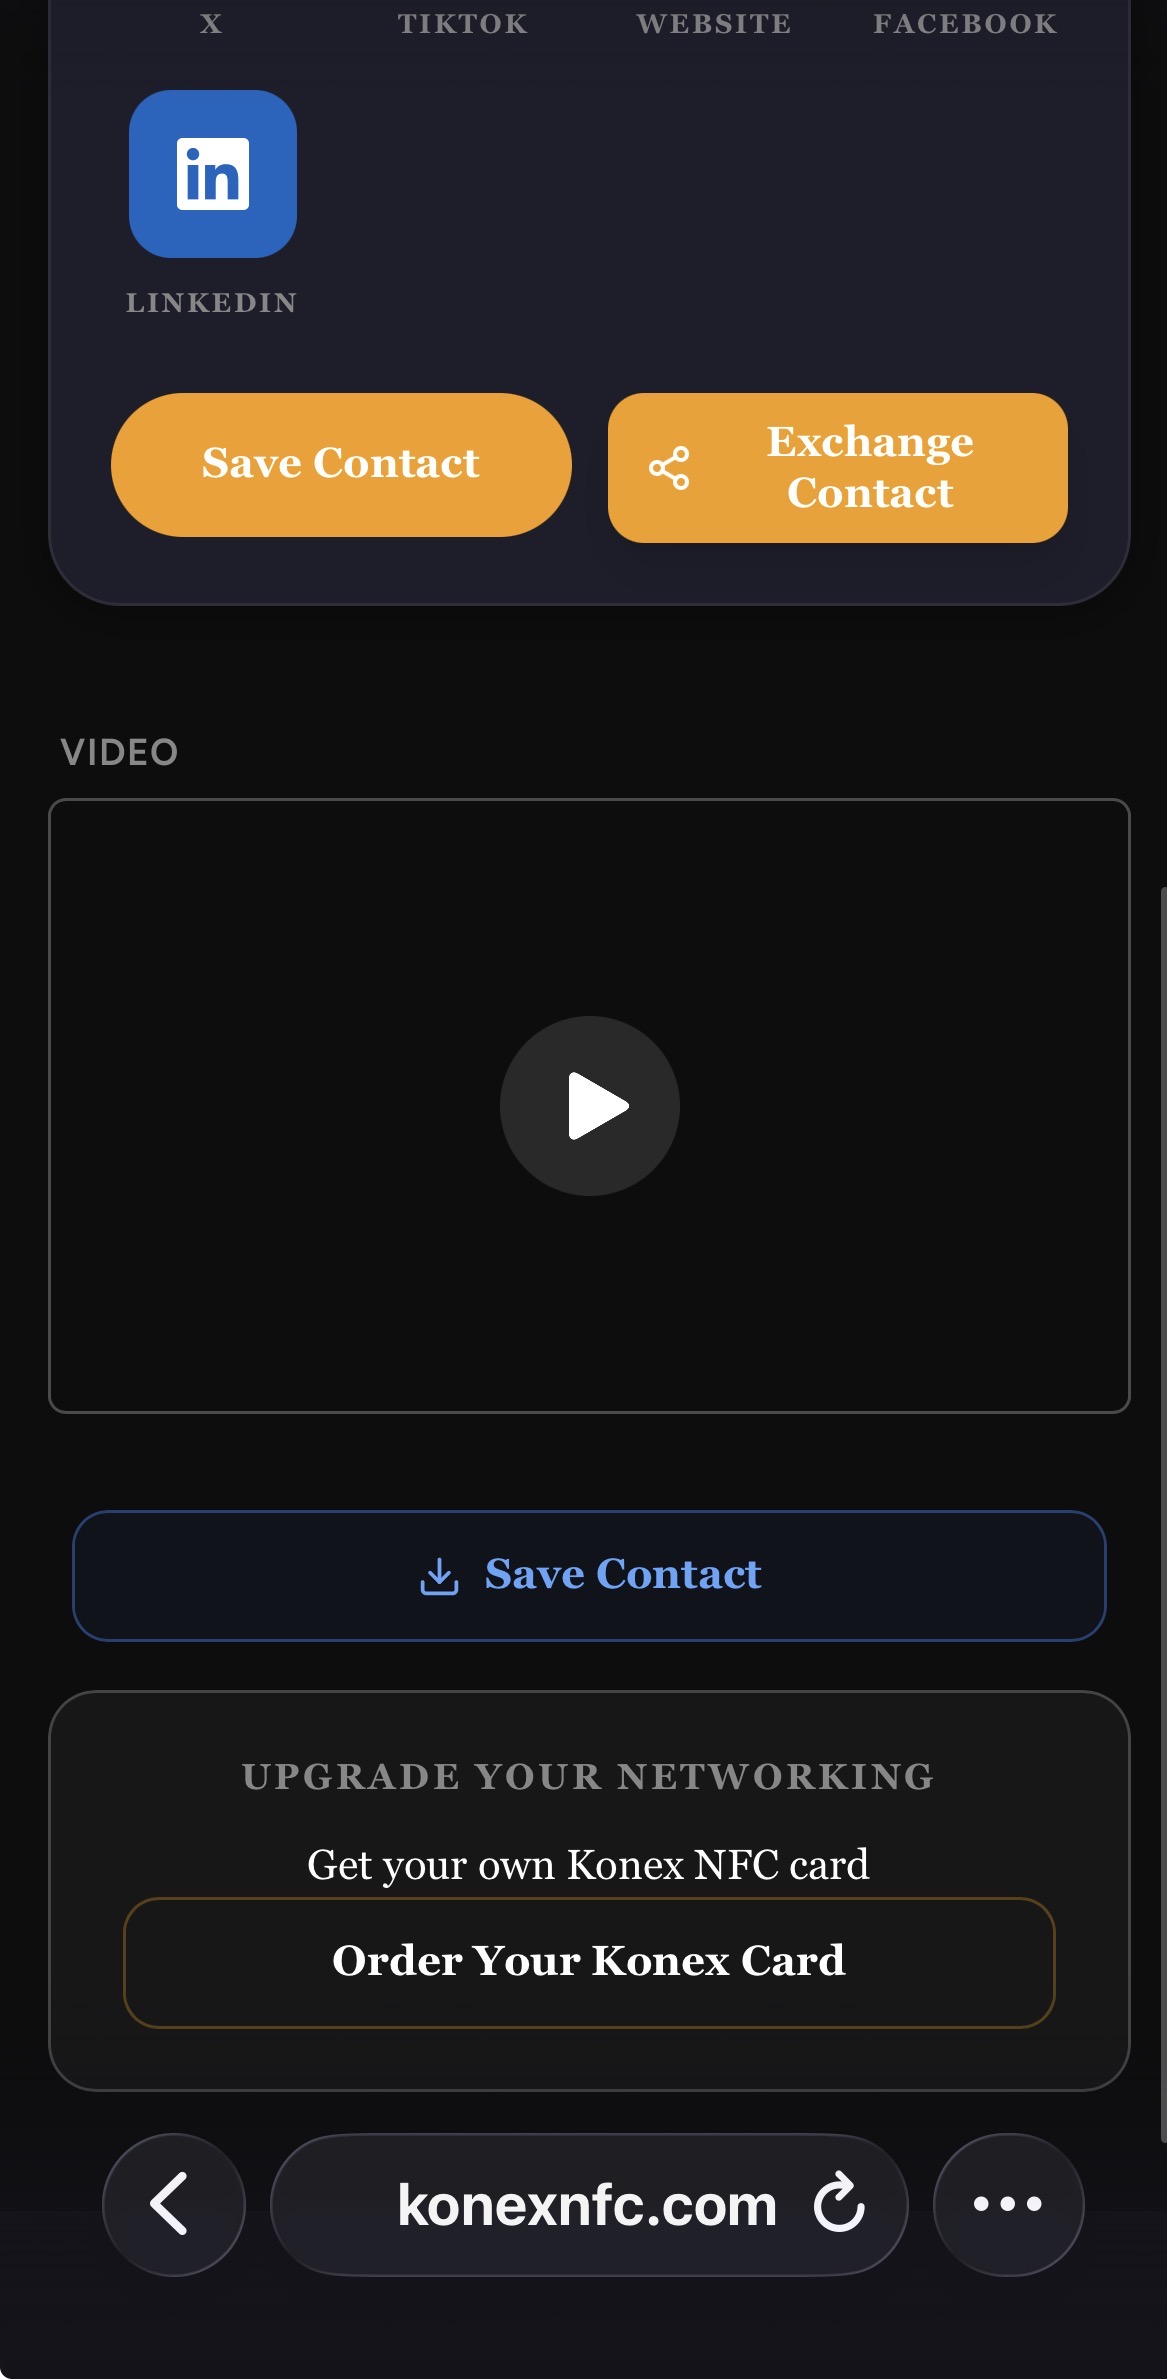 X TIKTOK WEBSITE FACEBOOK
in
LINKEDIN
Save Contact
Exchange
Contact
VIDEO
Save Contact
UPGRADE YOUR NETWORKING
Get your own Konex NFC card
Order Your Konex Card
konexnfc.com